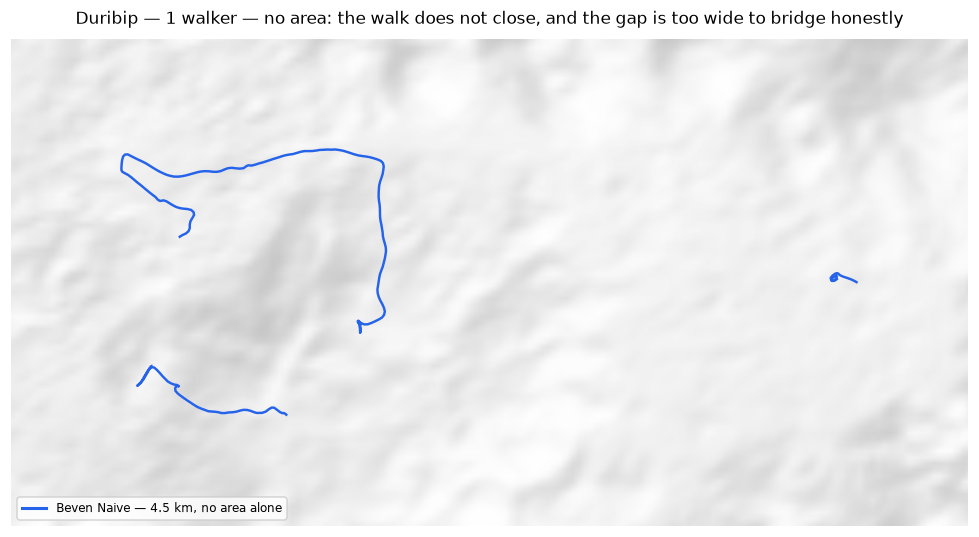 Duribip — 1 walker — no area: the walk does not close, and the gap is too wide to bridge honestly
Beven Naive — 4.5 km, no area alone